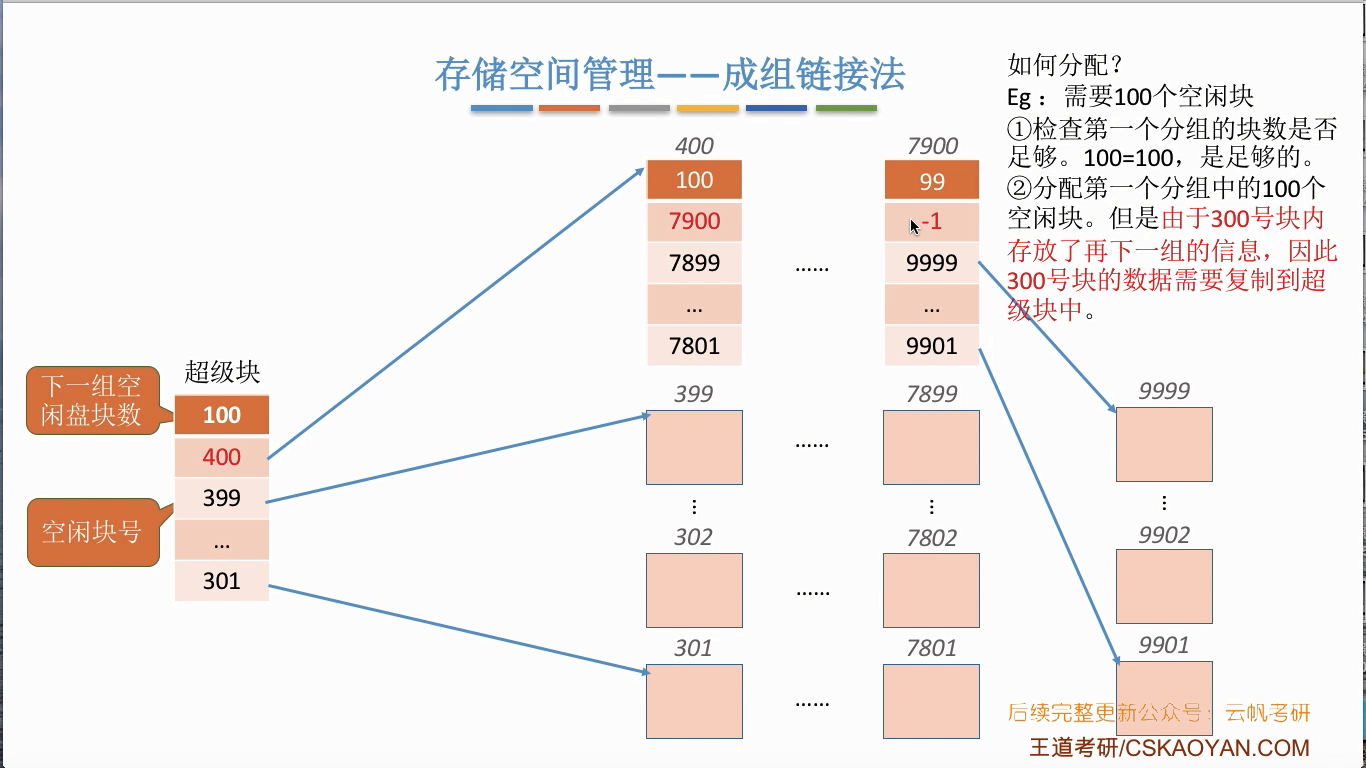 存储空间管理——成组链接法
如何分配？
Eg：需要100个空闲块
①检查第一个分组的块数是否
足够。100=100，是足够的。
②分配第一个分组中的100个
空闲块。但是由于300号块内
存放了再下一组的信息，因此
300号块的数据需要复制到超
级块中。
下一组空
闲盘块数
空闲块号
超级块
100
400
399
...
301
400
100
7900
7899
...
7801
399
⋮
302
301
......
......
......
......
7900
99
-1
9999
...
9901
7899
⋮
7802
7801
9999
⋮
9902
9901
后续完整更新公众号：云帆考研
王道考研/CSKAOYAN.COM